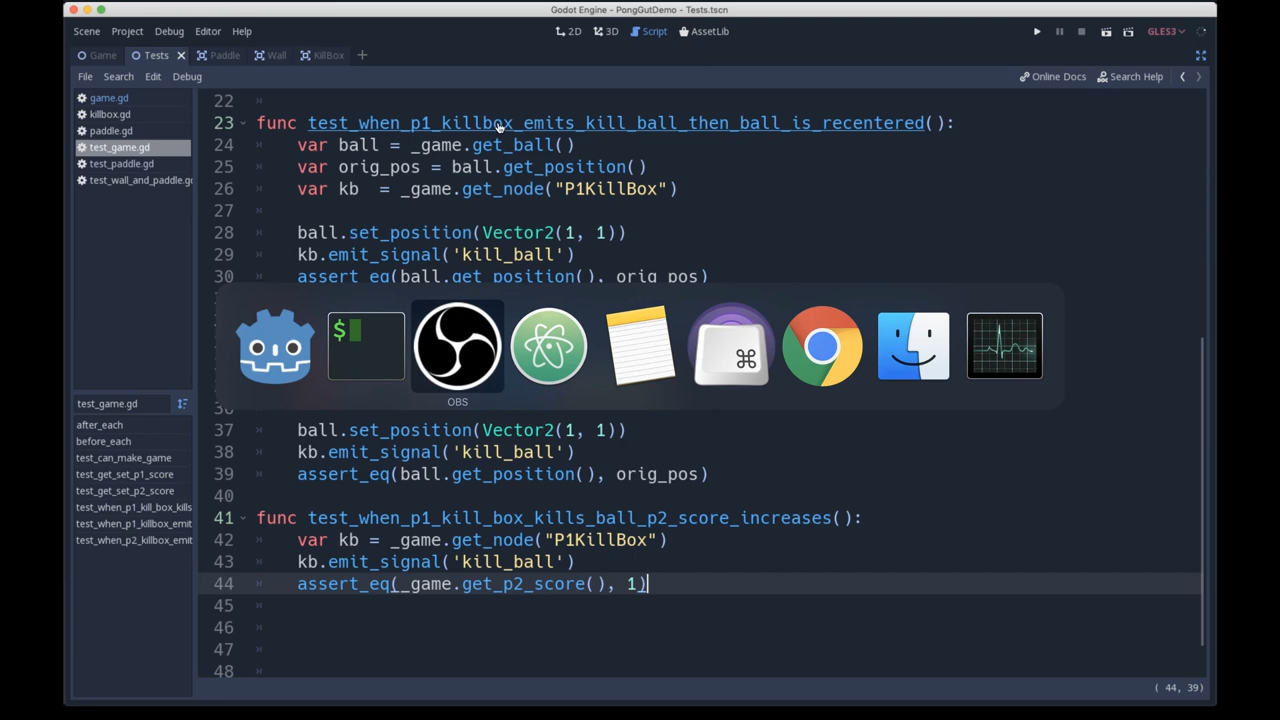 Godot Engine - PongGutDemo - Tests.tscn
Scene Project Debug Editor Help
2D 3D Script AssetLib
GLES3
Game Tests Paddle Wall KillBox
File Search Edit Debug
Online Docs Search Help
game.gd
killbox.gd
paddle.gd
test_game.gd
test_paddle.gd
test_wall_and_paddle.gd
test_game.gd
after_each
before_each
test_can_make_game
test_get_set_p1_score
test_get_set_p2_score
test_when_p1_kill_box_kills
test_when_p1_killbox_emit
test_when_p2_killbox_emit
22
23 func test_when_p1_killbox_emits_kill_ball_then_ball_is_recentered():
24 var ball = _game.get_ball()
25 var orig_pos = ball.get_position()
26 var kb = _game.get_node("P1KillBox")
27
28 ball.set_position(Vector2(1, 1))
29 kb.emit_signal('kill_ball')
30 assert_eq(ball.get_position(), orig_pos)
$
OBS
37 ball.set_position(Vector2(1, 1))
38 kb.emit_signal('kill_ball')
39 assert_eq(ball.get_position(), orig_pos)
40
41 func test_when_p1_kill_box_kills_ball_p2_score_increases():
42 var kb = _game.get_node("P1KillBox")
43 kb.emit_signal('kill_ball')
44 assert_eq(_game.get_p2_score(), 1)
45
46
47
48
( 44, 39)